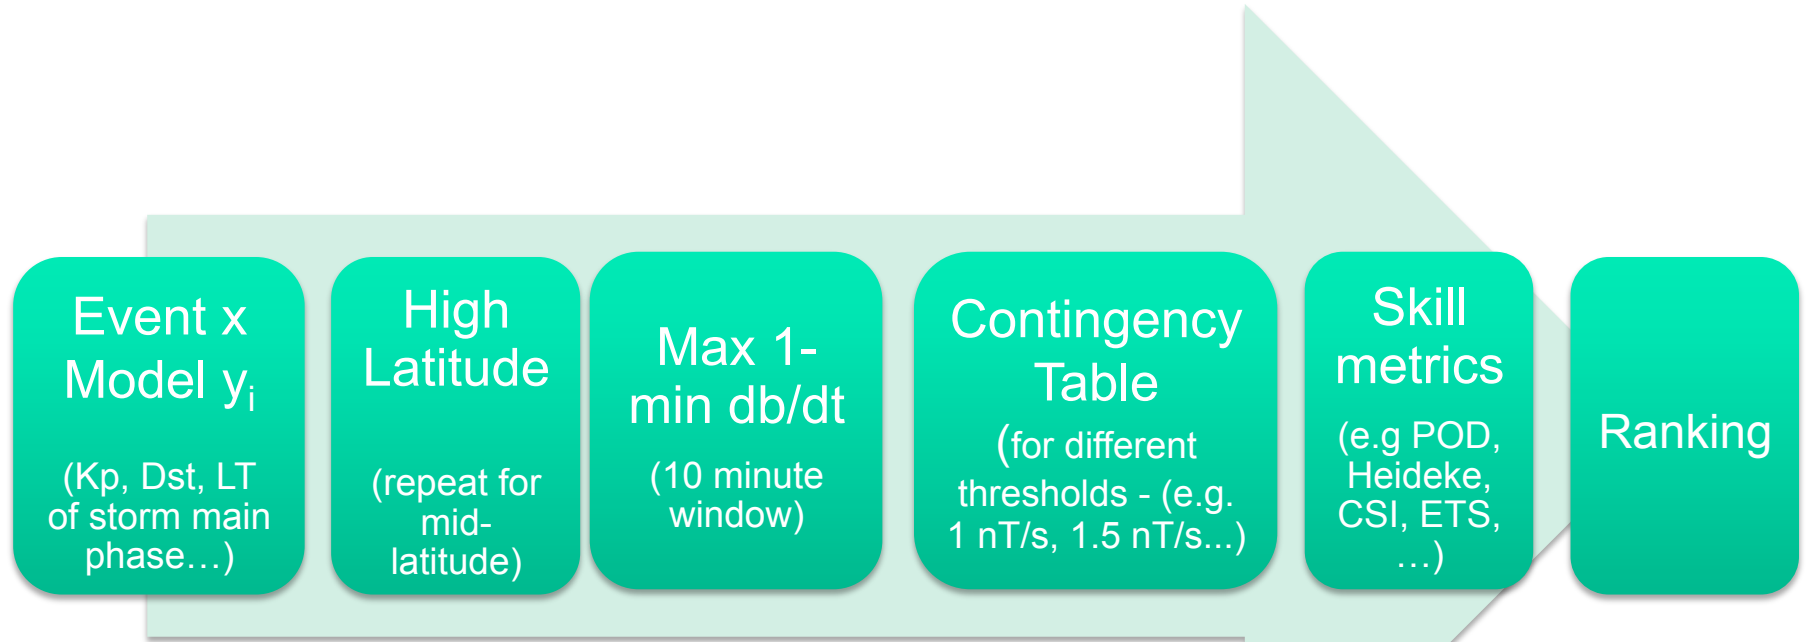 Event x
Model yi
(Kp, Dst, LT
of storm main
phase…)
High
Latitude
(repeat for
mid-
latitude)
Max 1-
min db/dt
(10 minute
window)
Contingency
Table
(for different
thresholds - (e.g.
1 nT/s, 1.5 nT/s...)
Skill
metrics
(e.g POD,
Heideke,
CSI, ETS,
…)
Ranking